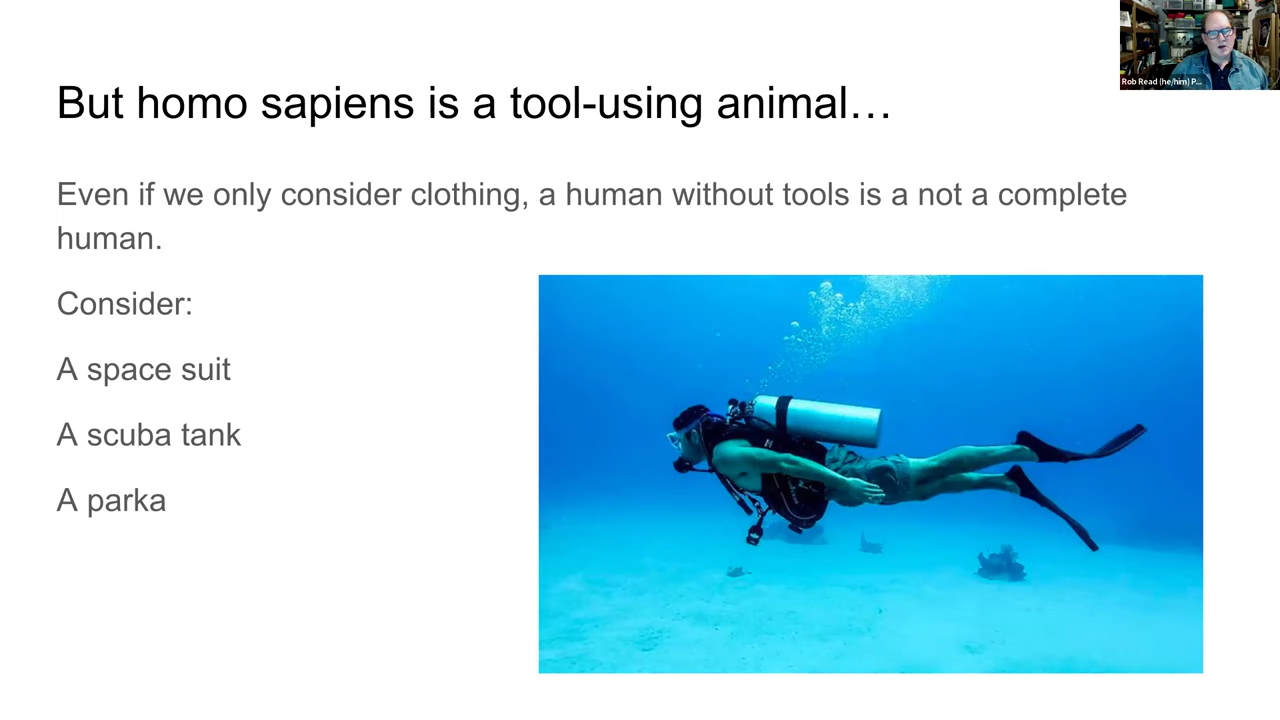 But homo sapiens is a tool-using animal…
Even if we only consider clothing, a human without tools is a not a complete
human.
Consider:
A space suit
A scuba tank
A parka
Rob Read (he/him) P...